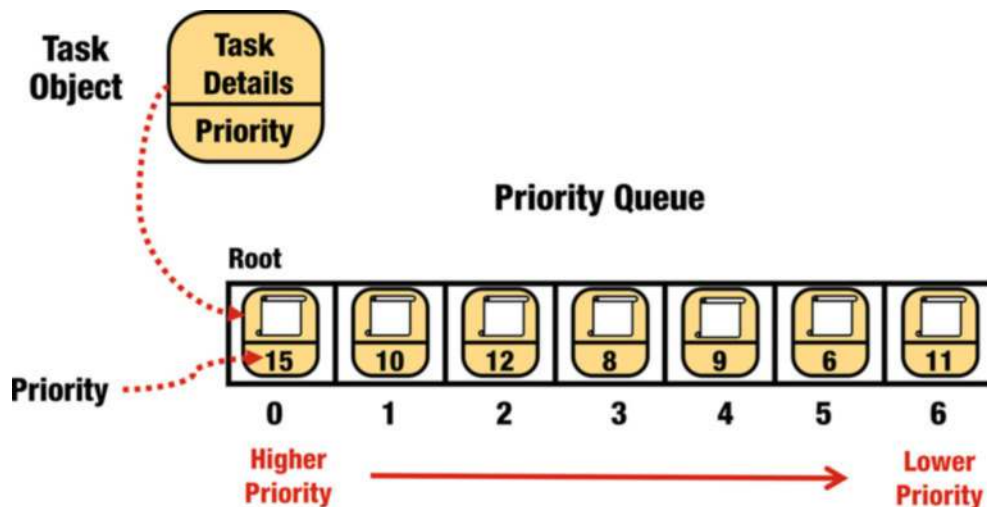 Task
Object
Task
Details
Priority
Priority Queue
Root
15 10 12 8 9 6 11
Priority
0 1 2 3 4 5 6
Higher
Priority
Lower
Priority